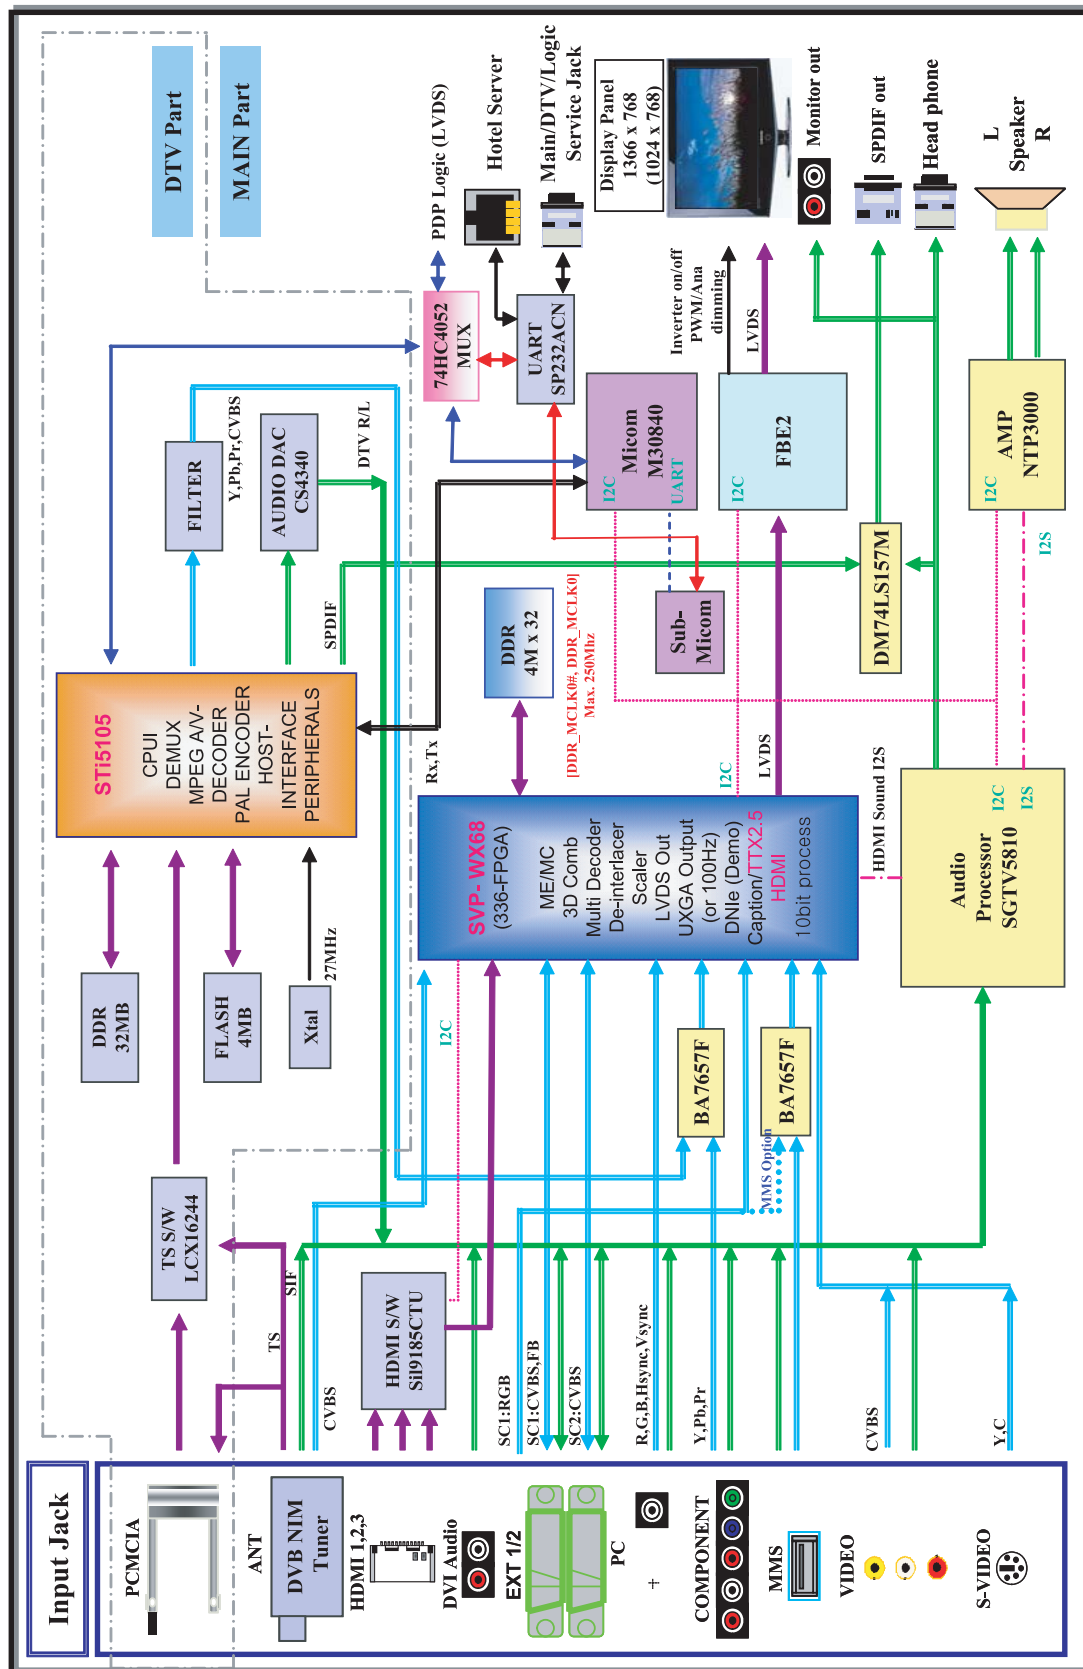 Input Jack
PCMCIA
ANT
DVB NIM
Tuner
HDMI 1,2,3
DVI Audio
EXT 1/2
PC
+
COMPONENT
MMS
VIDEO
S-VIDEO
DTV Part
MAIN Part
TS S/W
LCX16244
TS
SIF
CVBS
HDMI S/W
Sil9185CTU
SC1:RGB
SC1:CVBS,FB
SC2:CVBS
R,G,B,Hsync,Vsync
Y,Pb,Pr
CVBS
Y,C
DDR
32MB
FLASH
4MB
Xtal
27MHz
I2C
BA7657F
BA7657F
MMS Option
STi5105
CPUI
DEMUX
MPEG A/V-
DECODER
PAL ENCODER
HOST-
INTERFACE
PERIPHERALS
SVP- WX68
(336-FPGA)
ME/MC
3D Comb
Multi Decoder
De-interlacer
Scaler
LVDS Out
UXGA Output
(or 100Hz)
DNIe (Demo)
Caption/TTX2.5
HDMI
10bit process
Rx,Tx
I2C
LVDS
HDMI Sound I2S
Audio
Processor
SGTV5810
I2C
I2S
FILTER
Y,Pb,Pr,CVBS
AUDIO DAC
CS4340
DTV R/L
SPDIF
DDR
4M x 32
[DDR_MCLK0#, DDR_MCLK0]
Max. 250Mhz
Sub-
Micom
Micom
M30840
I2C
UART
FBE2
I2C
DM74LS157M
AMP
NTP3000
I2C
I2S
74HC4052
MUX
UART
SP232ACN
PDP Logic (LVDS)
Hotel Server
Main/DTV/Logic
Service Jack
Display Panel
1366 x 768
(1024 x 768)
Inverter on/off
PWM/Ana
dimming
LVDS
Monitor out
SPDIF out
Head phone
L
Speaker
R